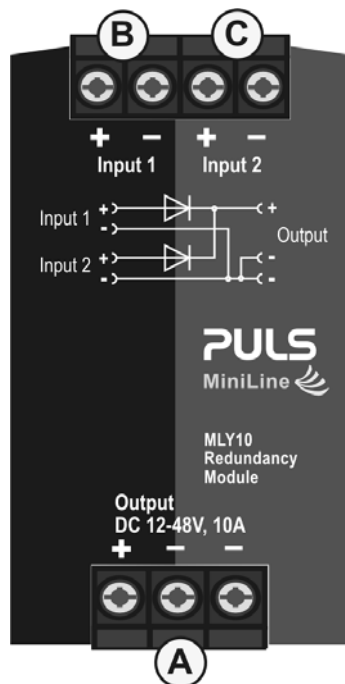 B C
+ − + −
Input 1 Input 2
Input 1 + +
- Output
Input 2 + -
- -
PULS
MiniLine
MLY10
Redundancy
Module
Output
DC 12-48V, 10A
+ − −
A